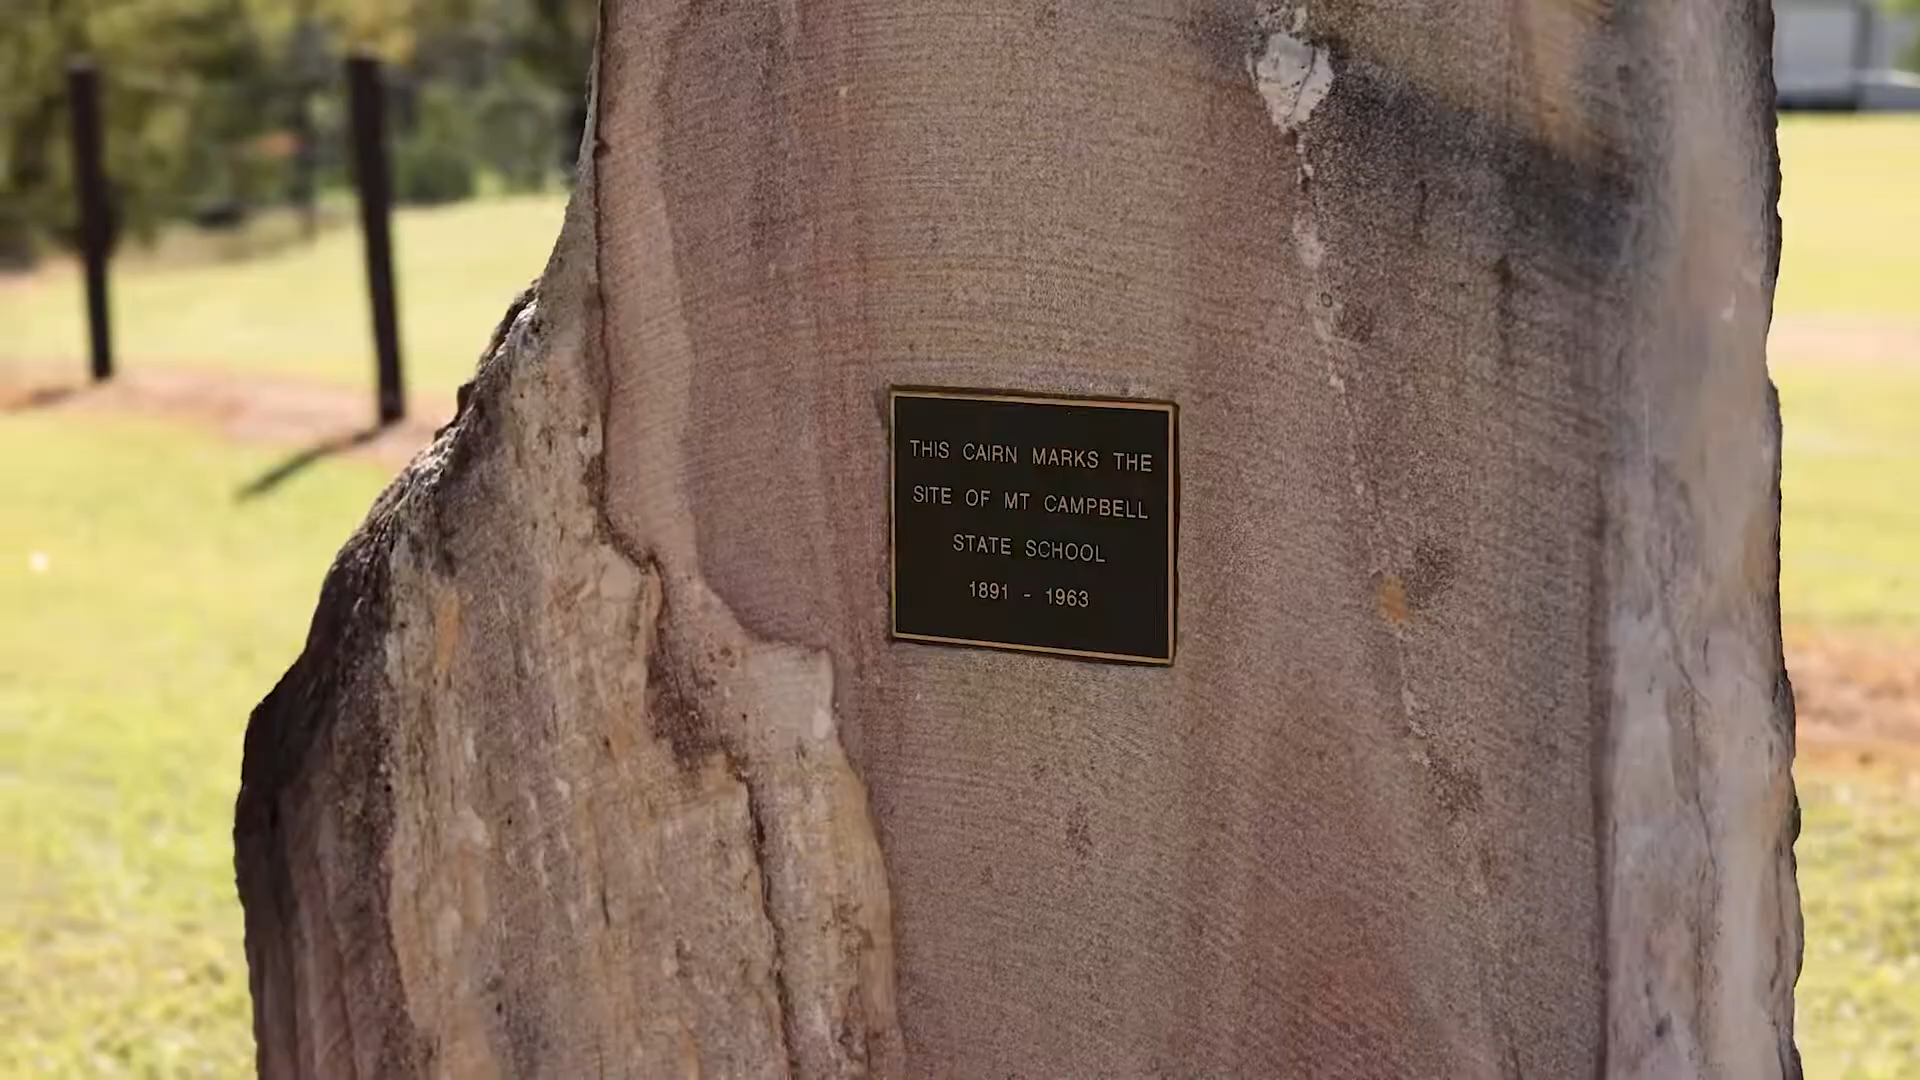 THIS CAIRN MARKS THE
SITE OF MT CAMPBELL
STATE SCHOOL
1891 - 1963